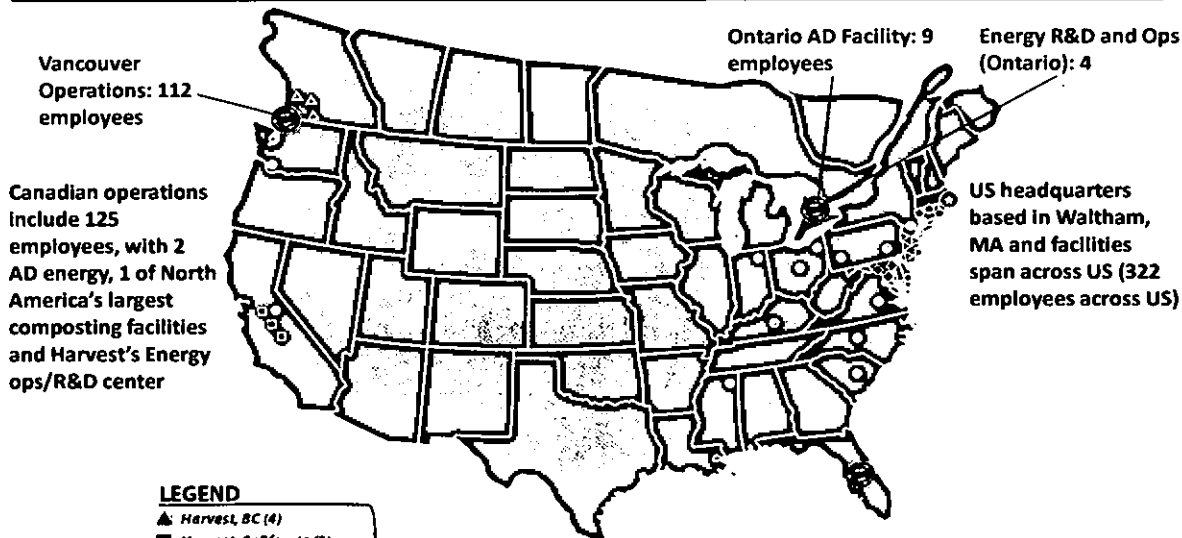 Vancouver
Operations: 112
employees
Ontario AD Facility: 9
employees
Energy R&D and Ops
(Ontario): 4
Canadian operations
include 125
employees, with 2
AD energy, 1 of North
America's largest
composting facilities
and Harvest's Energy
ops/R&D center
US headquarters
based in Waltham,
MA and facilities
span across US (322
employees across US)
LEGEND
Harvest, BC (4)